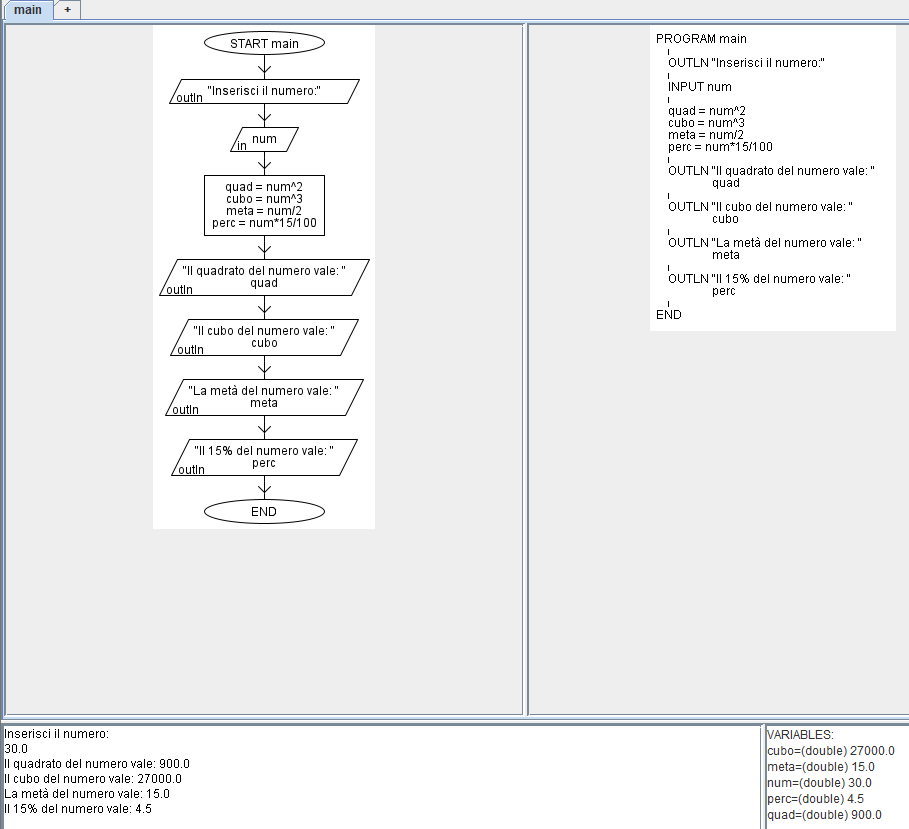 main
+
START main
"Inserisci il numero:"
outln
num
in
quad = num^2
cubo = num^3
meta = num/2
perc = num*15/100
"Il quadrato del numero vale: "
quad
outln
"Il cubo del numero vale: "
cubo
outln
"La metà del numero vale: "
meta
outln
"Il 15% del numero vale: "
perc
outln
END
PROGRAM main
OUTLN "Inserisci il numero:"
INPUT num
quad = num^2
cubo = num^3
meta = num/2
perc = num*15/100
OUTLN "Il quadrato del numero vale: "
quad
OUTLN "Il cubo del numero vale: "
cubo
OUTLN "La metà del numero vale: "
meta
OUTLN "Il 15% del numero vale: "
perc
END
Inserisci il numero:
30.0
Il quadrato del numero vale: 900.0
Il cubo del numero vale: 27000.0
La metà del numero vale: 15.0
Il 15% del numero vale: 4.5
VARIABLES:
cubo=(double) 27000.0
meta=(double) 15.0
num=(double) 30.0
perc=(double) 4.5
quad=(double) 900.0